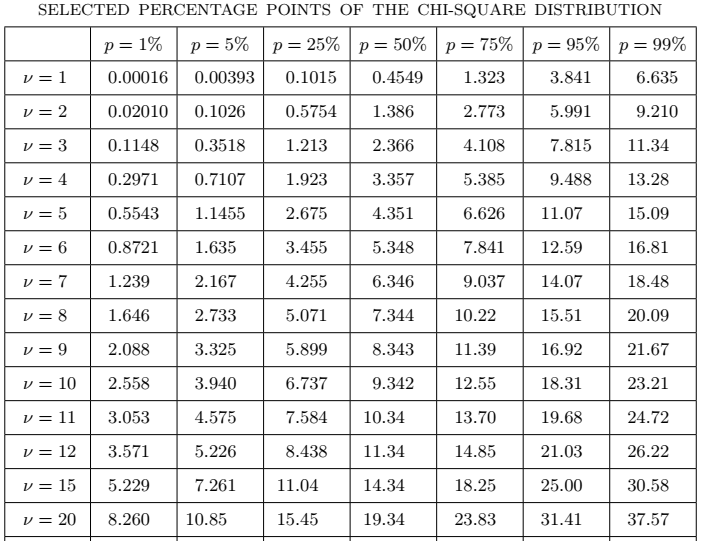 SELECTED PERCENTAGE POINTS OF THE CHI-SQUARE DISTRIBUTION
p = 1% p = 5% p = 25% p = 50% p = 75% p = 95% p = 99%
ν = 1 0.00016 0.00393 0.1015 0.4549 1.323 3.841 6.635
ν = 2 0.02010 0.1026 0.5754 1.386 2.773 5.991 9.210
ν = 3 0.1148 0.3518 1.213 2.366 4.108 7.815 11.34
ν = 4 0.2971 0.7107 1.923 3.357 5.385 9.488 13.28
ν = 5 0.5543 1.1455 2.675 4.351 6.626 11.07 15.09
ν = 6 0.8721 1.635 3.455 5.348 7.841 12.59 16.81
ν = 7 1.239 2.167 4.255 6.346 9.037 14.07 18.48
ν = 8 1.646 2.733 5.071 7.344 10.22 15.51 20.09
ν = 9 2.088 3.325 5.899 8.343 11.39 16.92 21.67
ν = 10 2.558 3.940 6.737 9.342 12.55 18.31 23.21
ν = 11 3.053 4.575 7.584 10.34 13.70 19.68 24.72
ν = 12 3.571 5.226 8.438 11.34 14.85 21.03 26.22
ν = 15 5.229 7.261 11.04 14.34 18.25 25.00 30.58
ν = 20 8.260 10.85 15.45 19.34 23.83 31.41 37.57